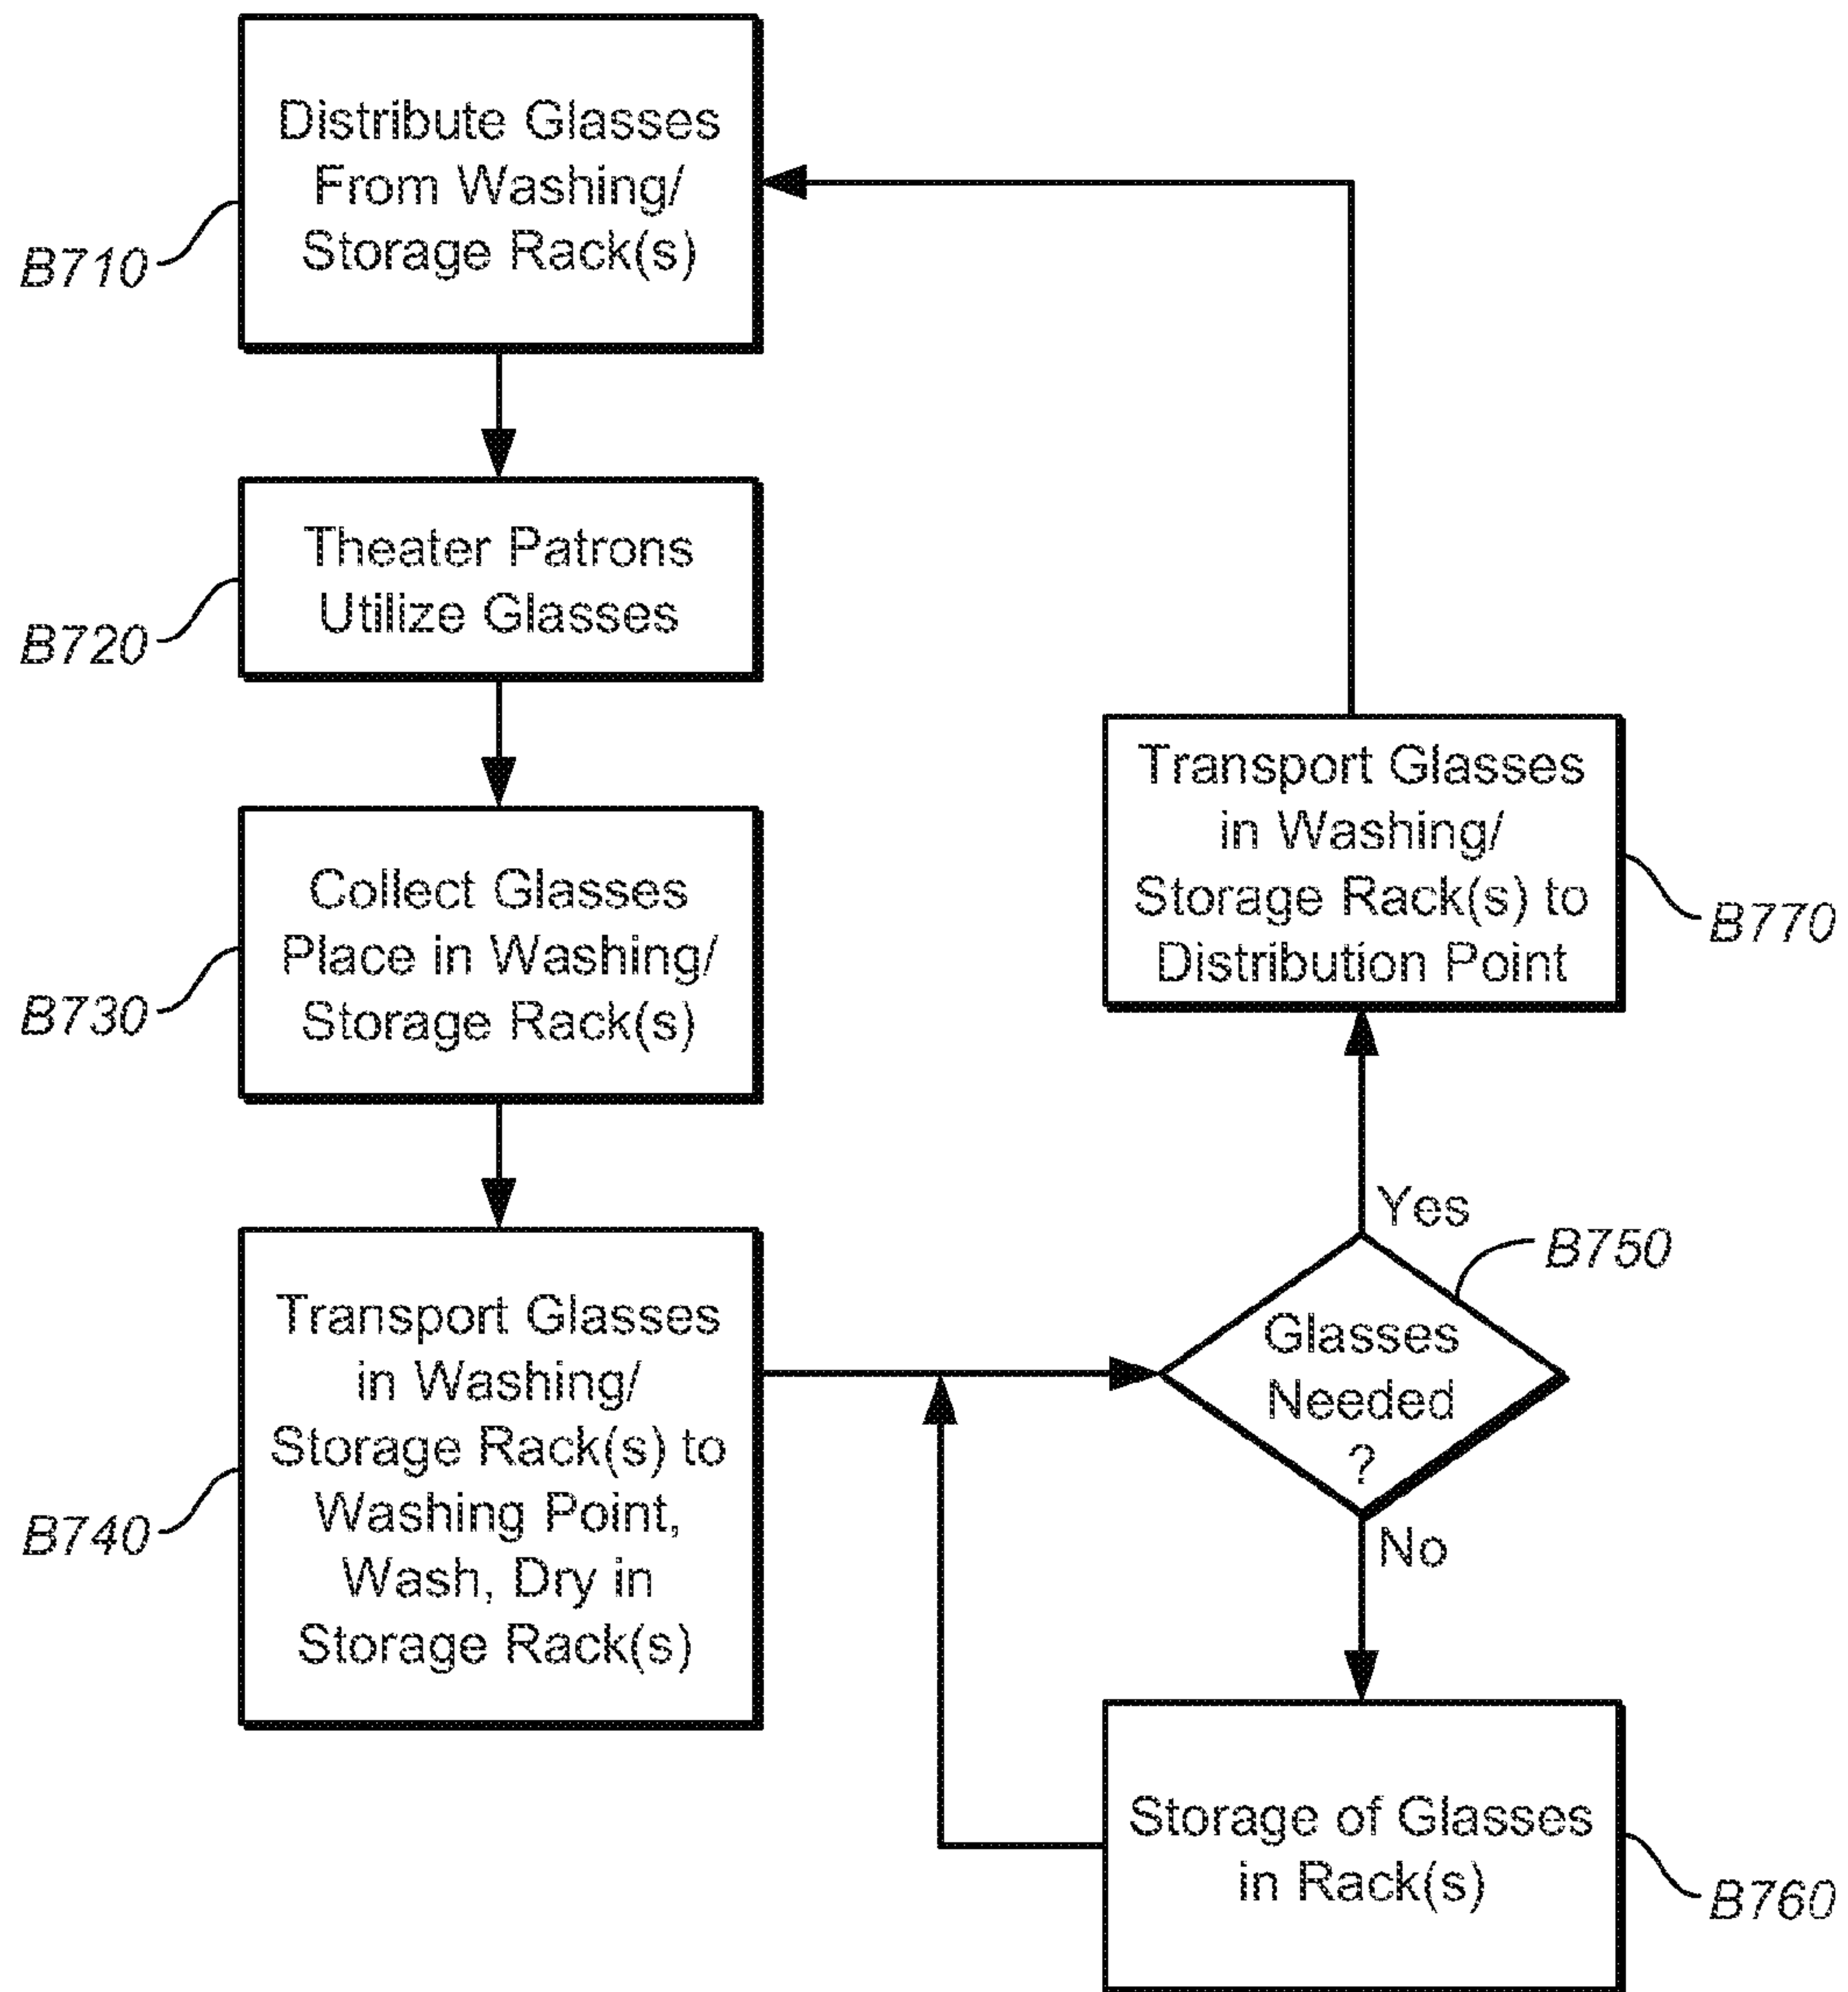 Distribute Glasses
From Washing/
Storage Rack(s)
B710
Theater Patrons
Utilize Glasses
B720
Collect Glasses
Place in Washing/
Storage Rack(s)
B730
Transport Glasses
in Washing/
Storage Rack(s) to
Washing Point,
Wash, Dry in
Storage Rack(s)
B740
Transport Glasses
in Washing/
Storage Rack(s) to
Distribution Point
B770
Yes
B750
Glasses
Needed
?
No
Storage of Glasses
in Rack(s)
B760